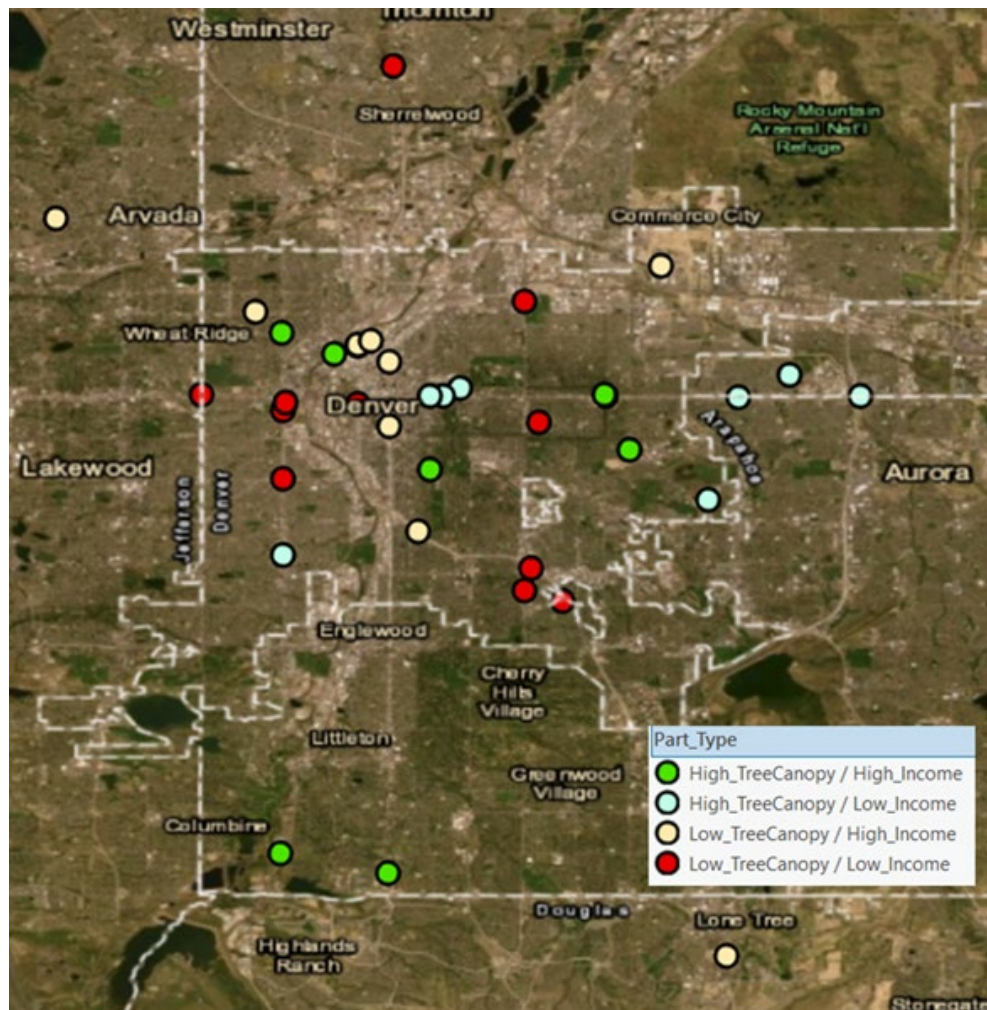 Thornton
Westminster
Sherrelwood
Rocky Mountain
Arsenal Nat'l
Refuge
Arvada
Commerce City
Wheat Ridge
Denver
Arapahoe
Lakewood
Aurora
Jefferson
Denver
Englewood
Cherry
Hills
Village
Littleton
Greenwood
Village
Columbine
Part_Type
High_TreeCanopy / High_Income
High_TreeCanopy / Low_Income
Low_TreeCanopy / High_Income
Low_TreeCanopy / Low_Income
Douglas
Lone Tree
Highlands
Ranch
Stonegate